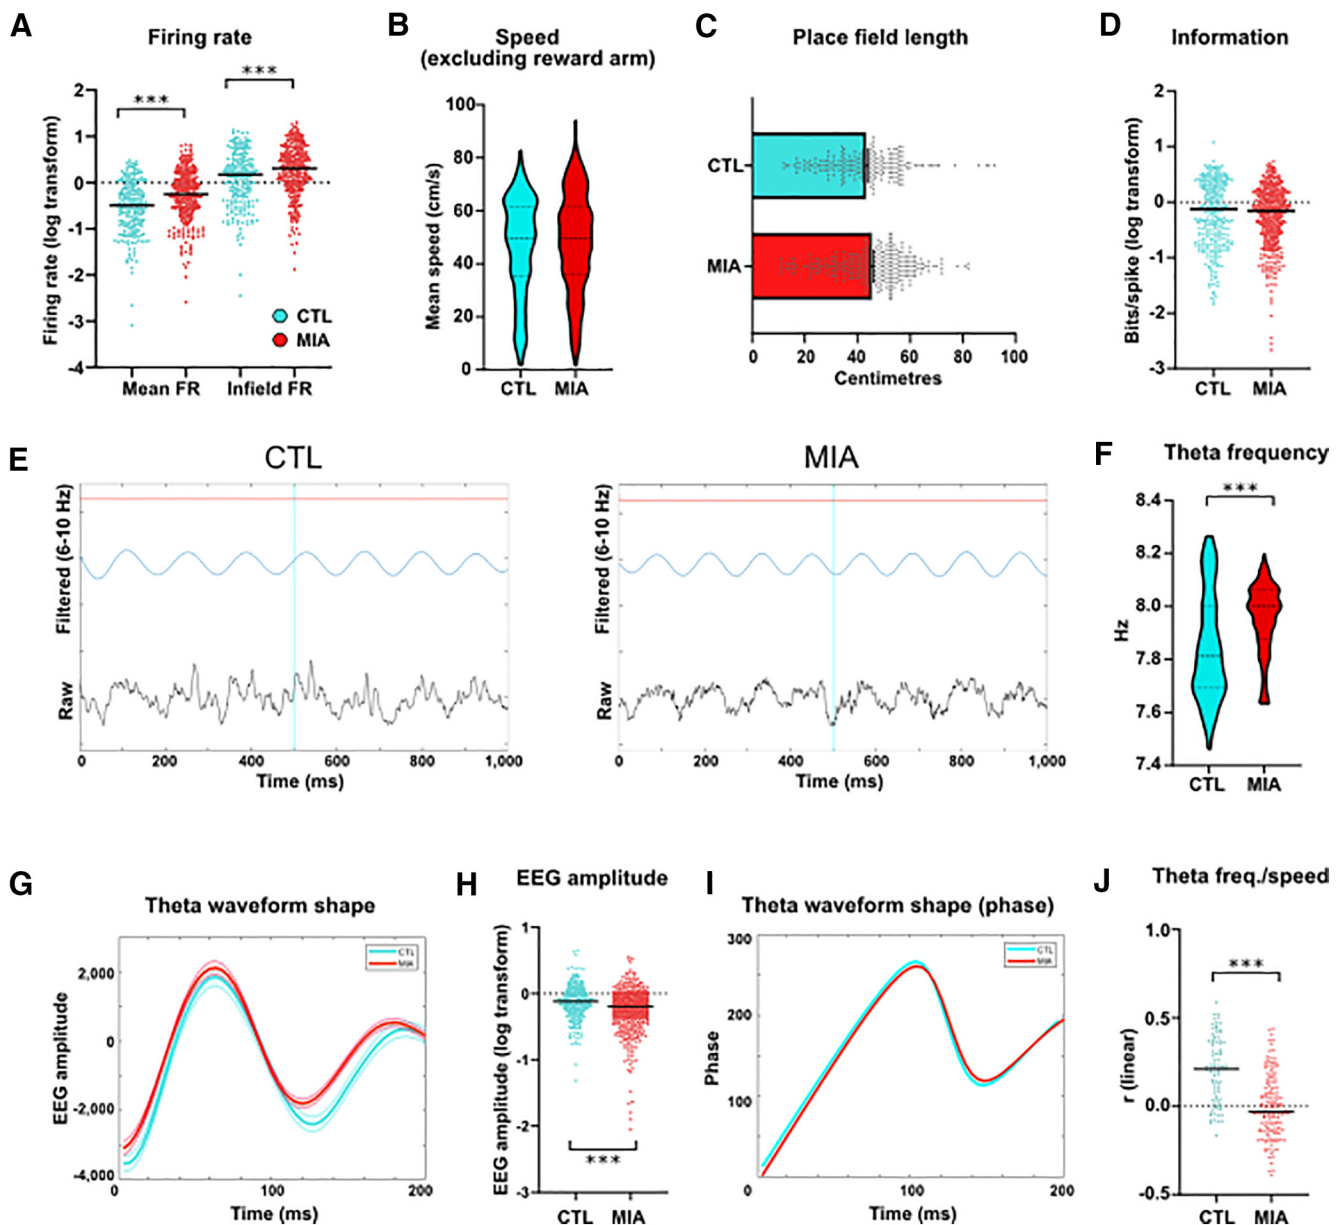 A
Firing rate
***
***
Firing rate (log transform)
2
1
0
-1
-2
-3
-4
CTL
MIA
Mean FR
Infield FR
B
Speed
(excluding reward arm)
Mean speed (cm/s)
100
80
60
40
20
0
CTL
MIA
C
Place field length
CTL
MIA
0
20
40
60
80
100
Centimetres
D
Information
Bits/spike (log transform)
2
1
0
-1
-2
-3
CTL
MIA
E
CTL
Filtered (6-10 Hz)
Raw
0
200
400
600
800
1,000
Time (ms)
MIA
Filtered (6-10 Hz)
Raw
0
200
400
600
800
1,000
Time (ms)
F
Theta frequency
***
Hz
8.4
8.2
8.0
7.8
7.6
7.4
CTL
MIA
G
Theta waveform shape
EEG amplitude
2,000
0
-2,000
-4,000
CTL
MIA
0
100
200
Time (ms)
H
EEG amplitude
EEG amplitude (log transform)
1
0
-1
-2
-3
***
CTL
MIA
I
Theta waveform shape (phase)
Phase
300
200
100
0
CTL
MIA
100
200
Time (ms)
J
Theta freq./speed
***
r (linear)
1.0
0.5
0.0
-0.5
CTL
MIA